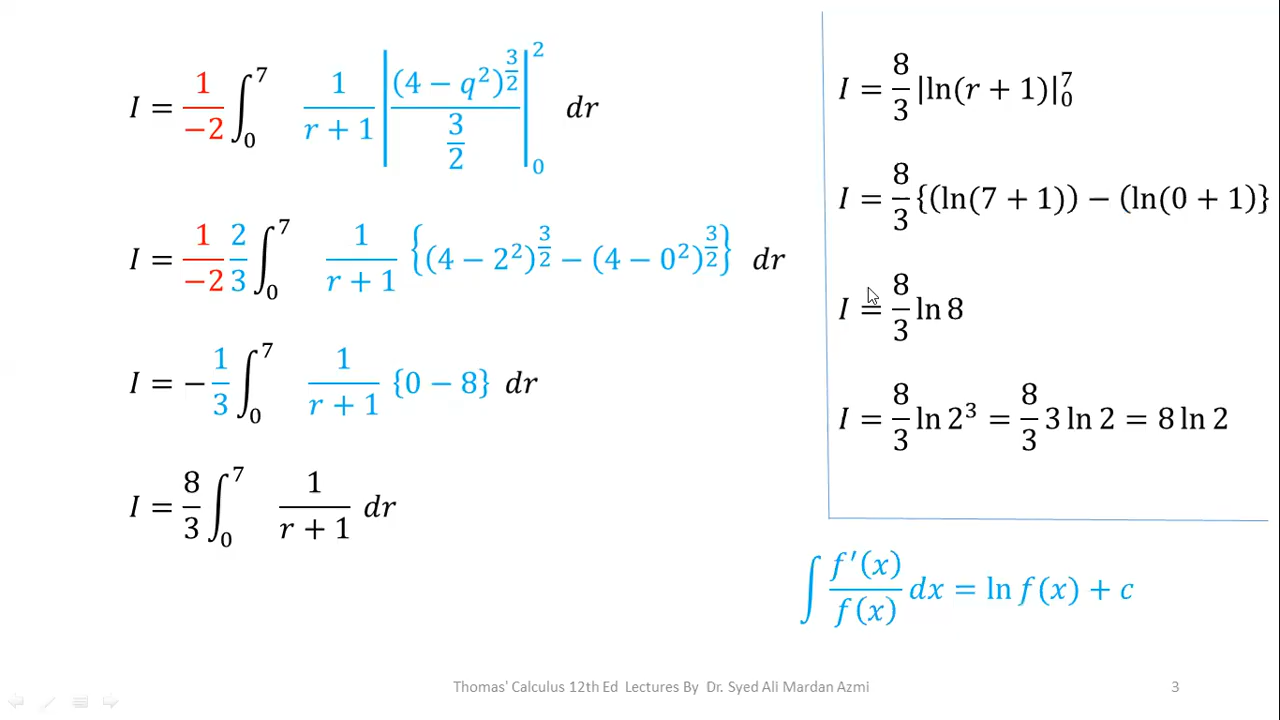 I = 1/−2 ∫₀⁷ 1/(r + 1) |(4 − q²)^(3/2) / (3/2)|₀² dr
I = 1/−2 2/3 ∫₀⁷ 1/(r + 1) {(4 − 2²)^(3/2) − (4 − 0²)^(3/2)} dr
I = −1/3 ∫₀⁷ 1/(r + 1) {0 − 8} dr
I = 8/3 ∫₀⁷ 1/(r + 1) dr
I = 8/3 |ln(r + 1)|₀⁷
I = 8/3 {(ln(7 + 1)) − (ln(0 + 1)}
I = 8/3 ln 8
I = 8/3 ln 2³ = 8/3 3 ln 2 = 8 ln 2
∫ f′(x)/f(x) dx = ln f(x) + c
Thomas' Calculus 12th Ed Lectures By Dr. Syed Ali Mardan Azmi
3